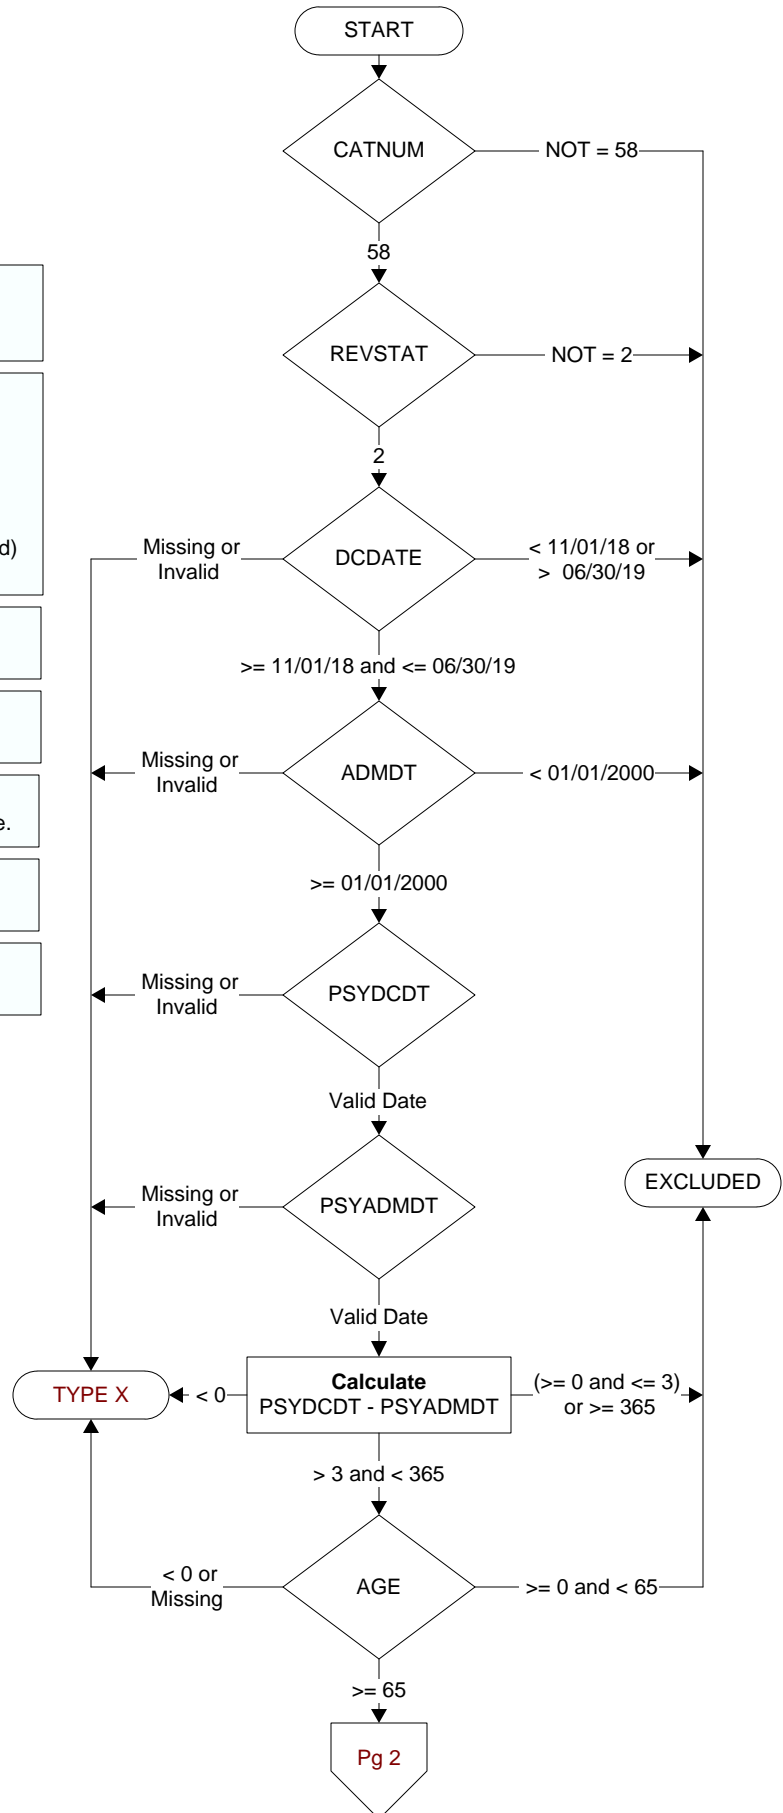 START
CATNUM
NOT = 58
58
REVSTAT
NOT = 2
2
d)
Missing or
Invalid
DCDATE
< 11/01/18 or
> 06/30/19
>= 11/01/18 and <= 06/30/19
Missing or
Invalid
ADMDT
< 01/01/2000
e.
>= 01/01/2000
Missing or
Invalid
PSYDCDT
Valid Date
Missing or
Invalid
PSYADMDT
EXCLUDED
Valid Date
TYPE X
< 0
Calculate
PSYDCDT - PSYADMDT
(>= 0 and <= 3)
or >= 365
> 3 and < 365
< 0 or
Missing
AGE
>= 0 and < 65
>= 65
Pg 2